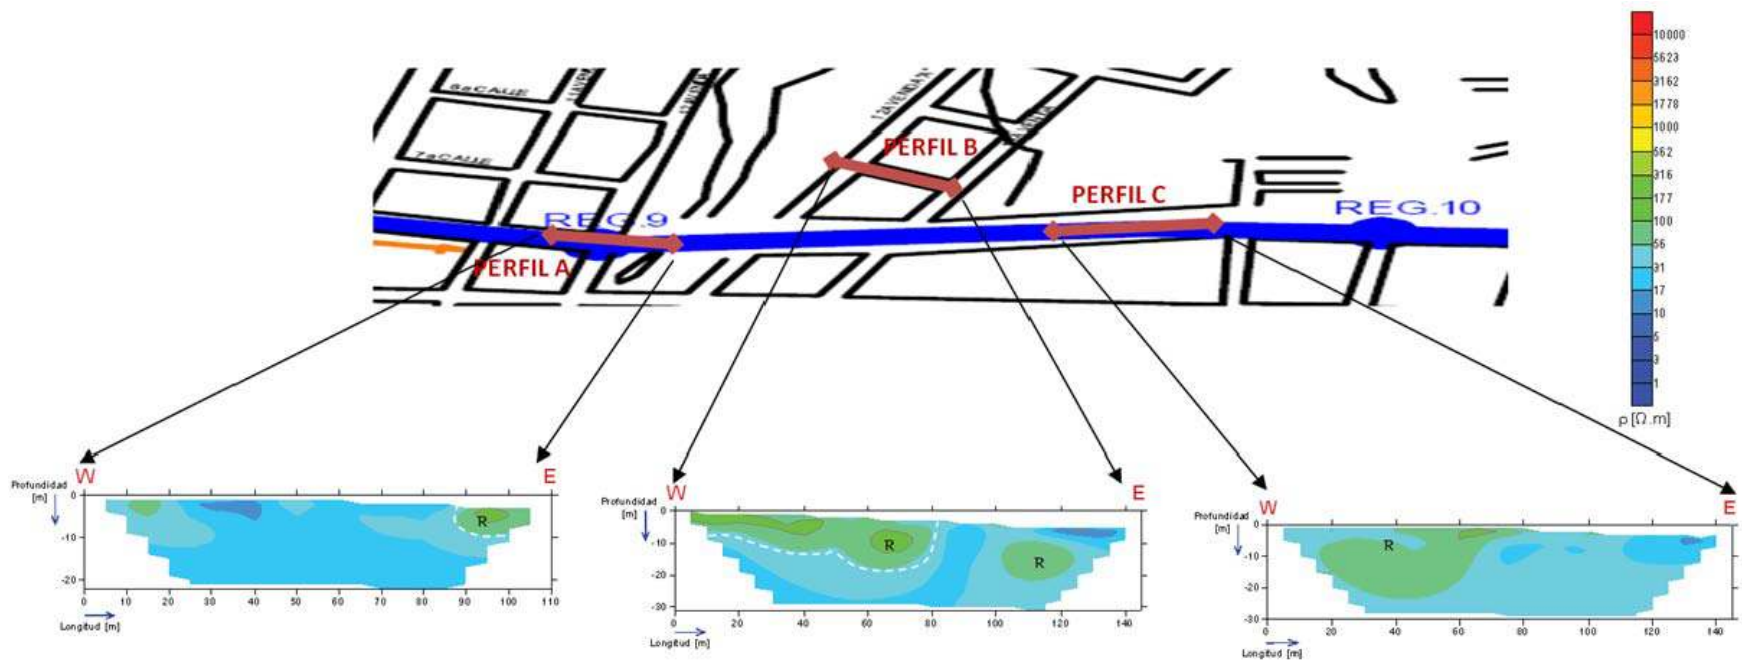 6aCALLE
7aCALLE
12AVENIDA "A"
PERFIL B
REG.9
PERFIL C
REG.10
PERFIL A
10000
5623
3162
1778
1000
562
316
177
100
56
31
17
10
5
3
1
ρ [Ω.m]
W
E
Profundidad
[m]
0
-10
-20
R
0
10
20
30
40
50
60
70
80
90
100
110
Longitud [m]
W
E
Profundidad
[m]
0
-10
-20
-30
R
R
0
20
40
60
80
100
120
140
Longitud [m]
W
E
Profundidad
[m]
0
-10
-20
-30
R
0
20
40
60
80
100
120
140
Longitud [m]